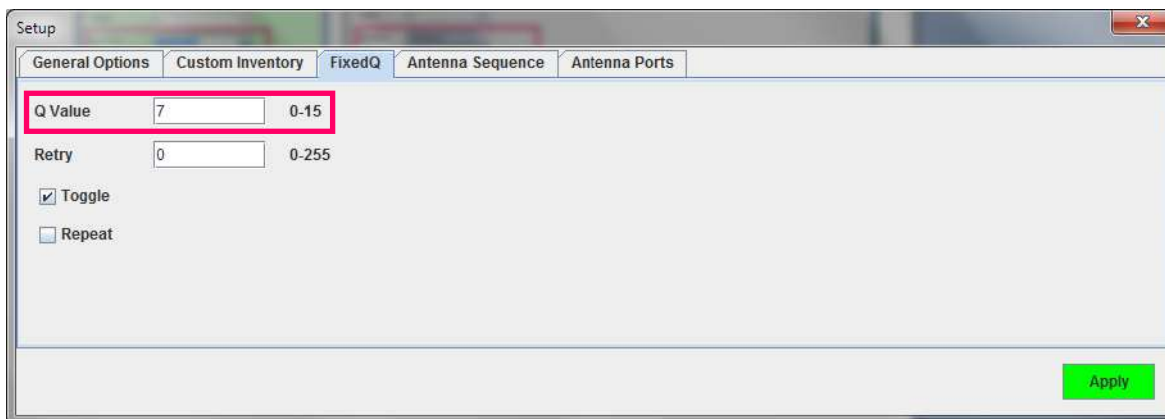 Setup
General Options Custom Inventory FixedQ Antenna Sequence Antenna Ports
Q Value 7 0-15
Retry 0 0-255
Toggle
Repeat
Apply